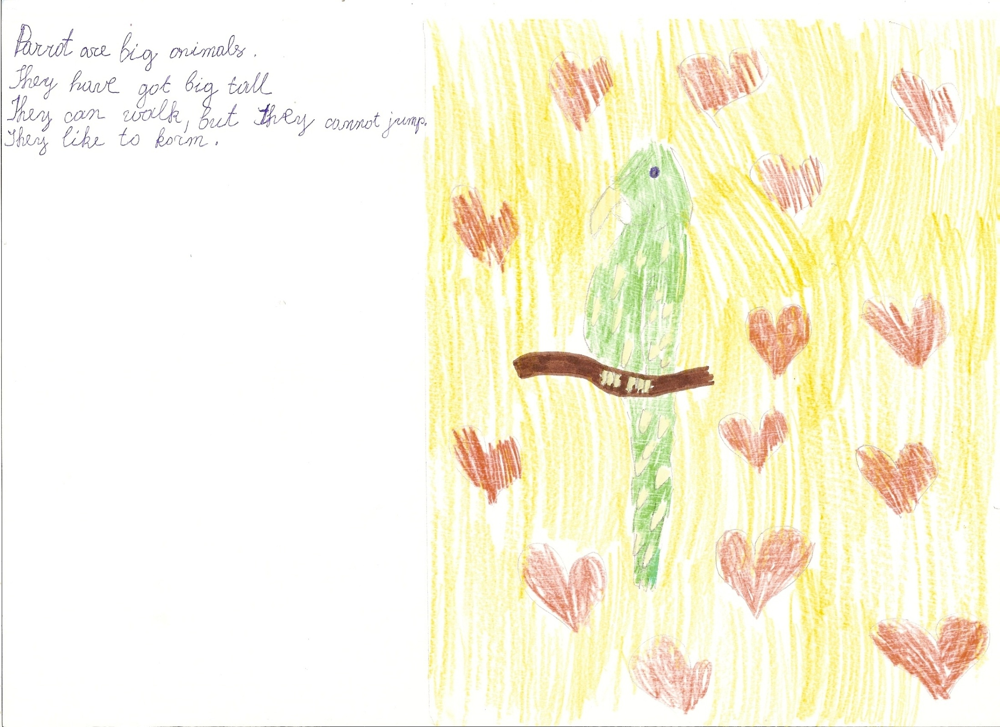 Parrot are big animals.
They have got big tall
They can walk, but they cannot jump.
They like to korm.